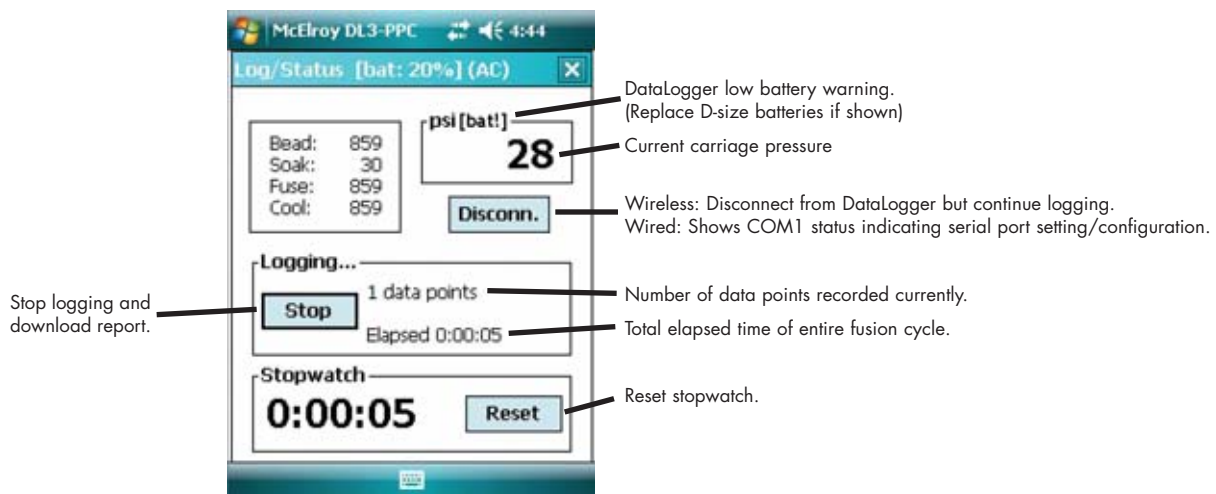 McElroy DL3-PPC 4:44
Log/Status [bat: 20%] (AC)
Bead: 859
Soak: 30
Fuse: 859
Cool: 859
psi [bat!]
28
Disconn.
Logging...
Stop
1 data points
Elapsed 0:00:05
Stopwatch
0:00:05
Reset
Stop logging and
download report.
DataLogger low battery warning.
(Replace D-size batteries if shown)
Current carriage pressure
Wireless: Disconnect from DataLogger but continue logging.
Wired: Shows COM1 status indicating serial port setting/configuration.
Number of data points recorded currently.
Total elapsed time of entire fusion cycle.
Reset stopwatch.